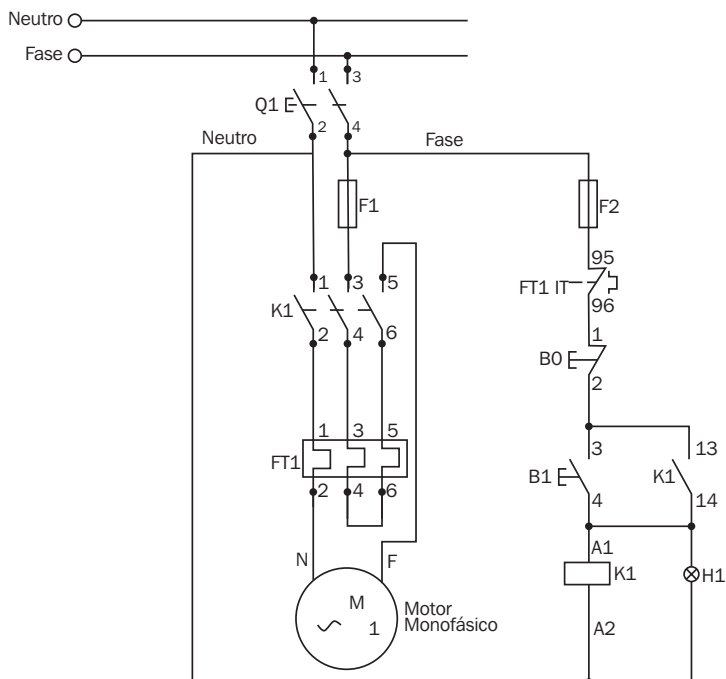 Neutro
Fase
1 3
Q1
2 4
Neutro
Fase
F1
F2
95
FT1 IT
96
1 3 5
K1
2 4 6
1
B0
2
1 3 5
FT1
2 4 6
3 13
B1 K1
4 14
N F
A1
K1
H1
M
1
Motor
Monofásico
A2